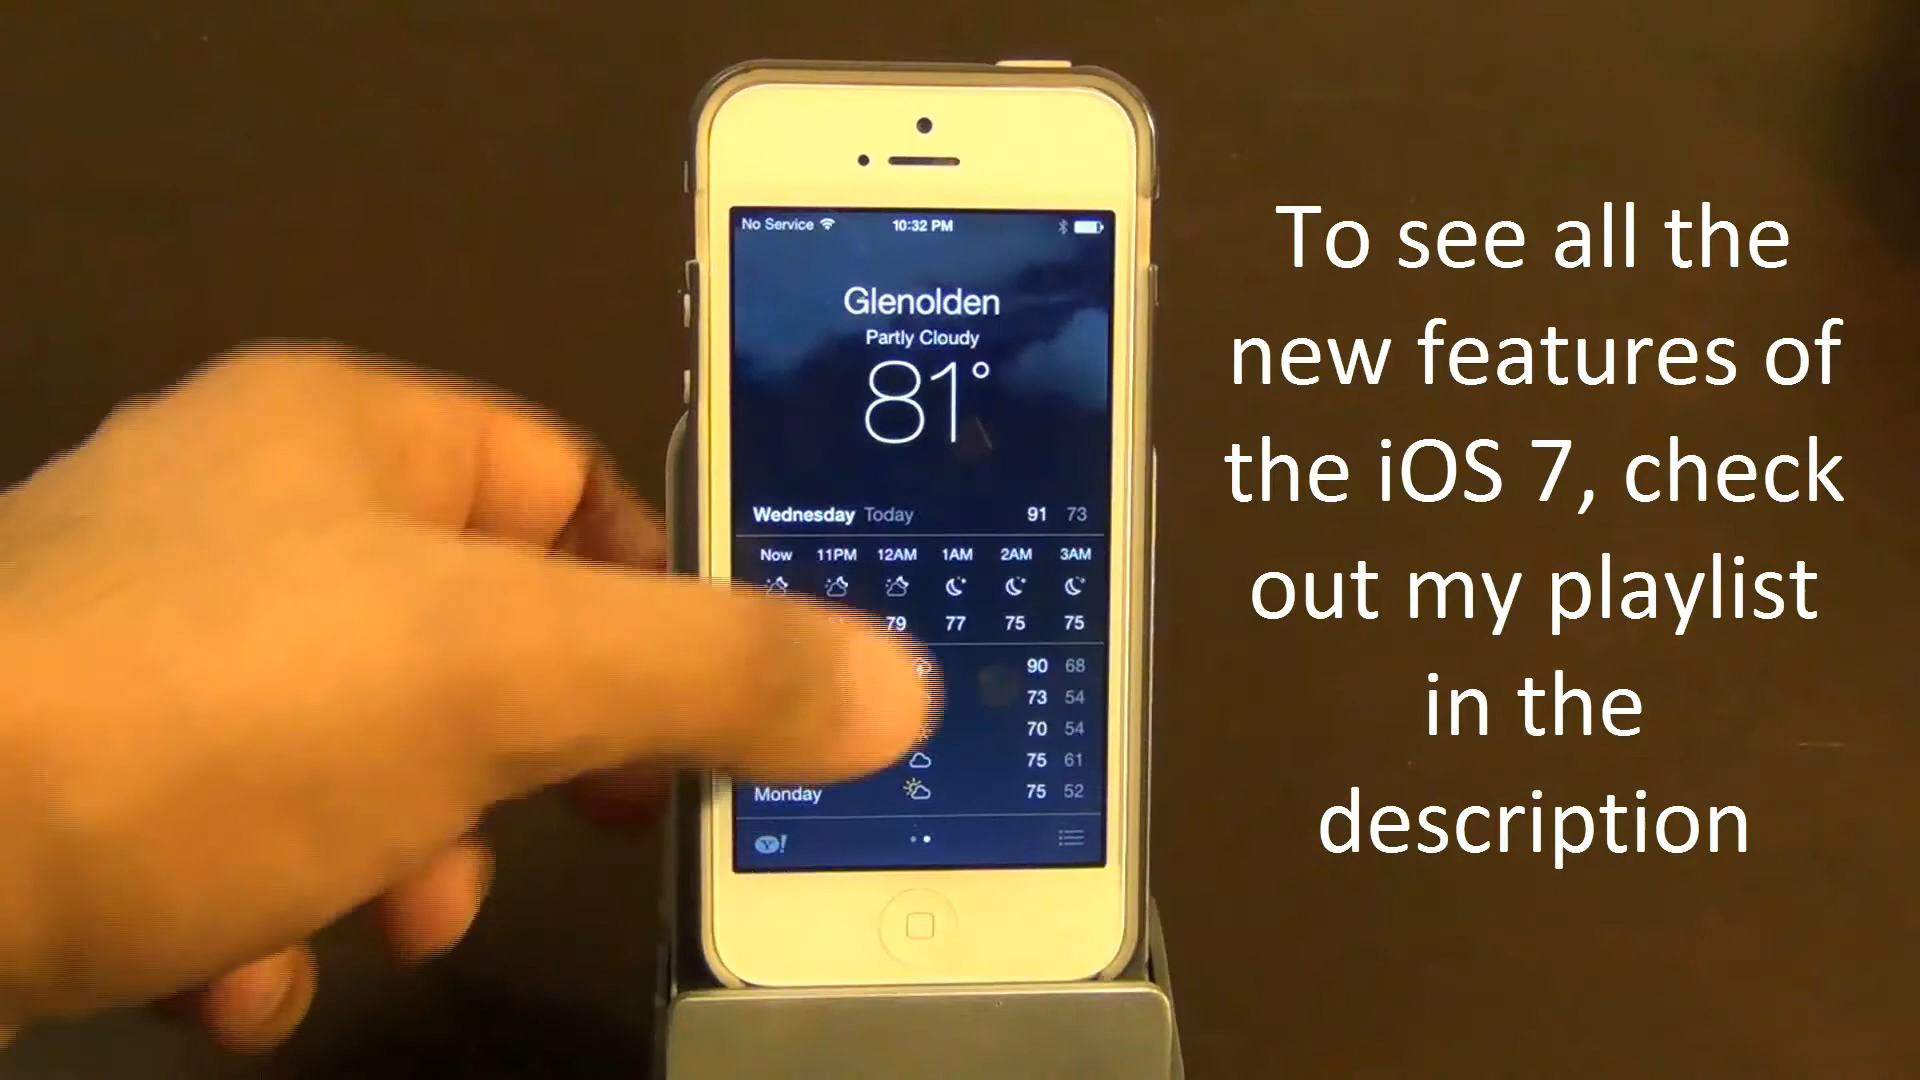 No Service 10:32 PM
Glenolden
Partly Cloudy
81°
Wednesday Today 91 73
Now 11PM 12AM 1AM 2AM 3AM
79 77 75 75
90 68
73 54
70 54
75 61
Monday 75 52
Y!
To see all the
new features of
the iOS 7, check
out my playlist
in the
description